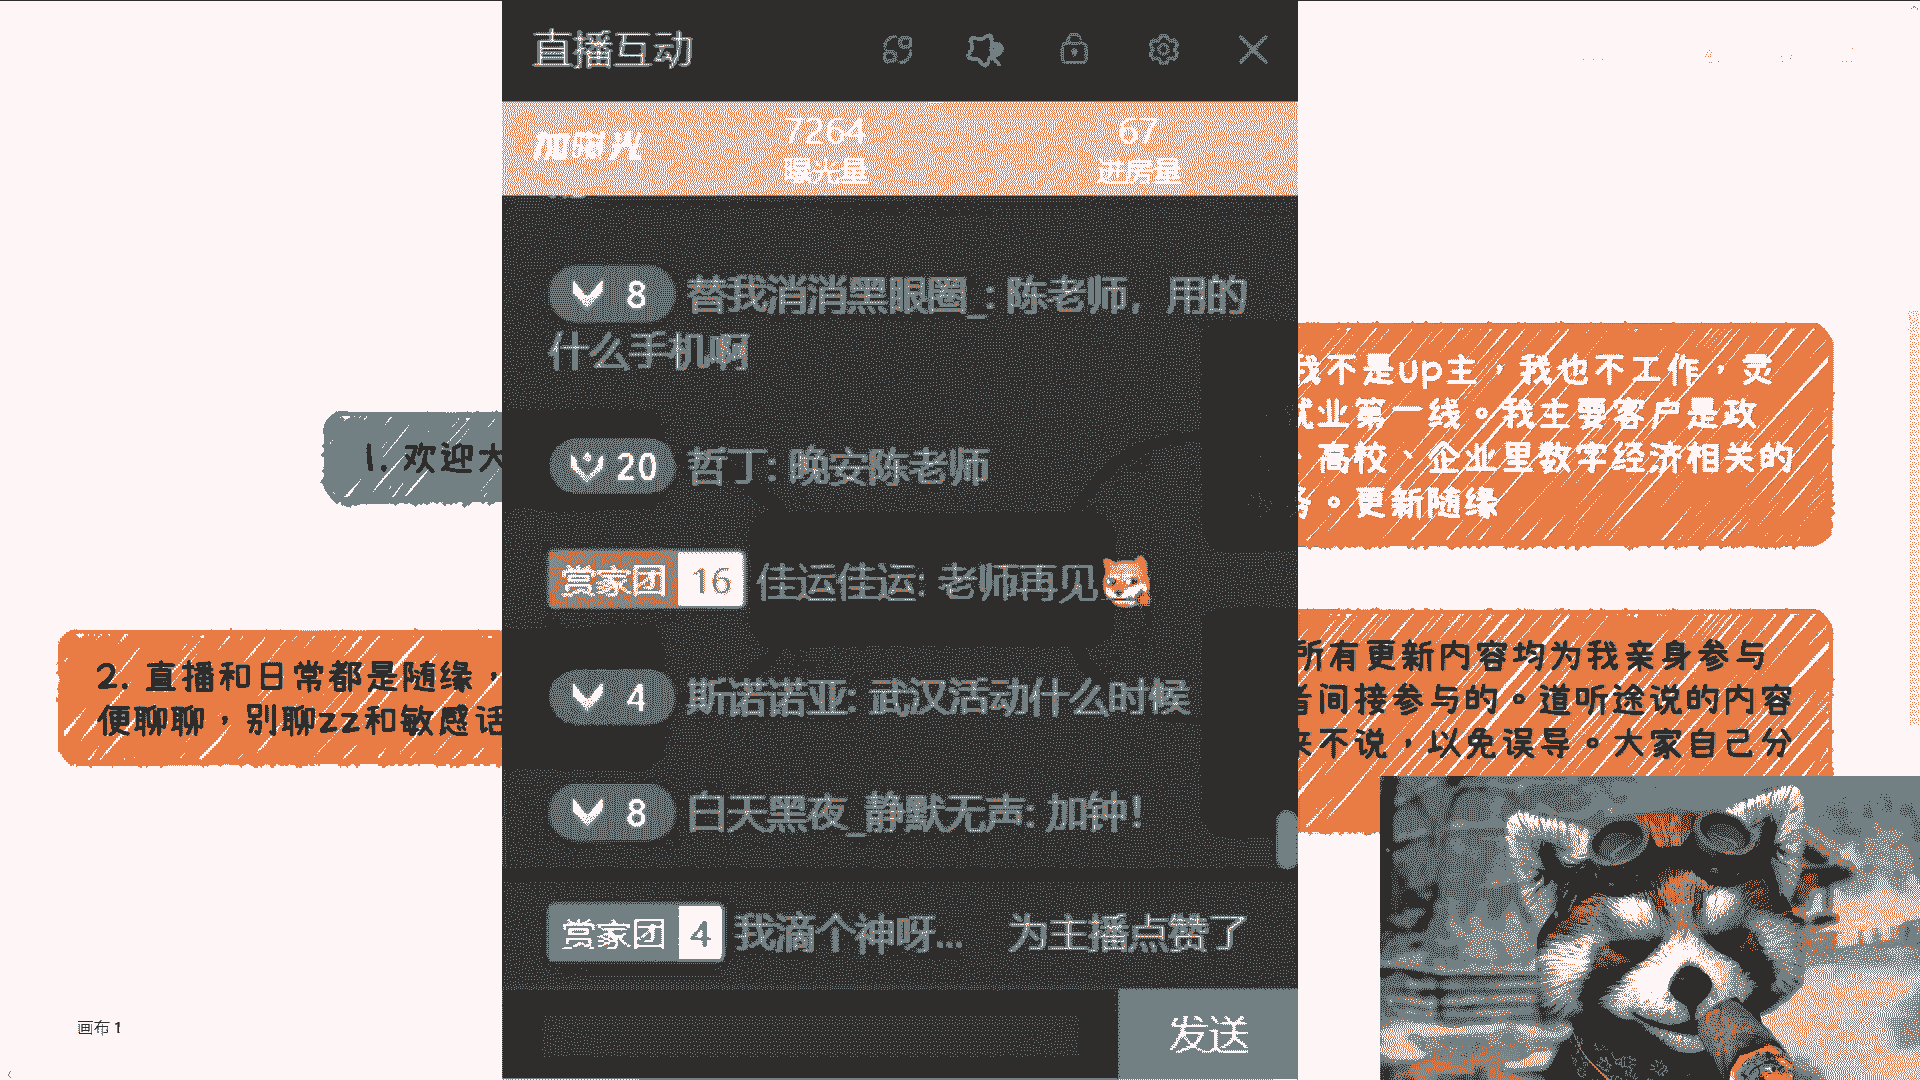 直播互动
加曝光
7264
曝光量
67
进房量
8 替我消消黑眼圈_: 陈老师，用的
什么手机啊
20 哲丁: 晚安陈老师
赏家团 16 佳运佳运: 老师再见
4 斯诺诺亚: 武汉活动什么时候
8 白天黑夜_静默无声: 加钟!
赏家团 4 我滴个神呀... 为主播点赞了
发送
1. 欢迎大
2. 直播和日常都是随缘，
便聊聊，别聊zz和敏感话
我不是up主，我也不工作，灵
就业第一线。我主要客户是政
、高校、企业里数字经济相关的
务。更新随缘
所有更新内容均为我亲身参与
者间接参与的。道听途说的内容
来不说，以免误导。大家自己分
画布 1